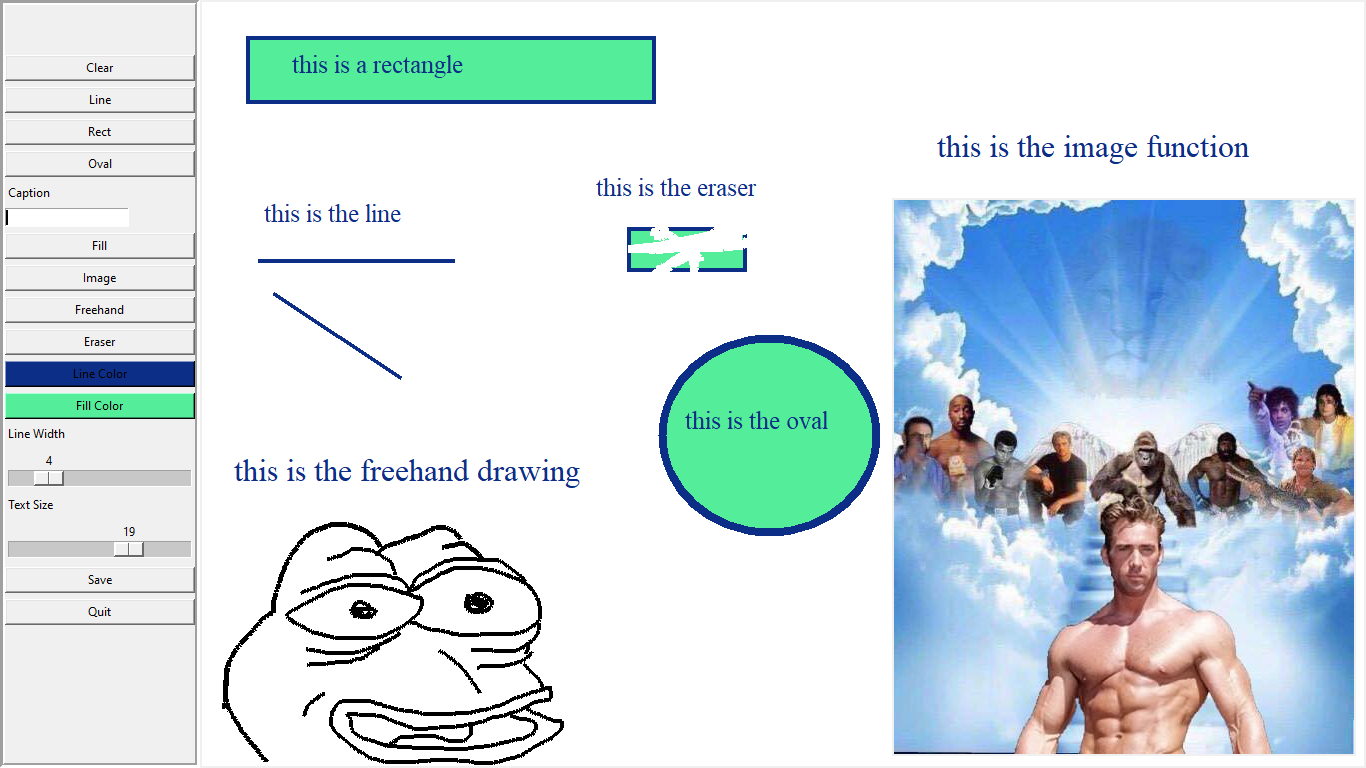 Clear
Line
Rect
Oval
Caption
Fill
Image
Freehand
Eraser
Line Color
Fill Color
Line Width
4
Text Size
19
Save
Quit
this is a rectangle
this is the image function
this is the eraser
this is the line
this is the oval
this is the freehand drawing